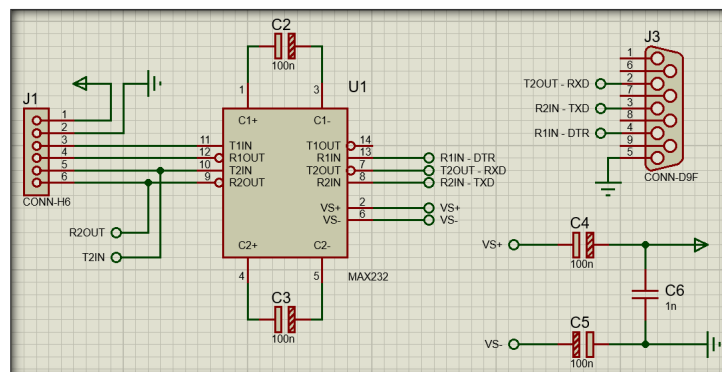 C2
100n
1
3
U1
C1+
C1-
11
T1IN
T1OUT
14
12
R1OUT
R1IN
13
R1IN - DTR
10
T2IN
T2OUT
7
T2OUT - RXD
9
R2OUT
R2IN
8
R2IN - TXD
VS+
2
VS+
VS-
6
VS-
C2+
C2-
4
5
MAX232
C3
100n
J1
1
2
3
4
5
6
CONN-H6
R2OUT
T2IN
J3
1
6
T2OUT - RXD
2
7
R2IN - TXD
3
8
R1IN - DTR
4
9
5
CONN-D9F
C4
VS+
100n
C6
1n
C5
VS-
100n